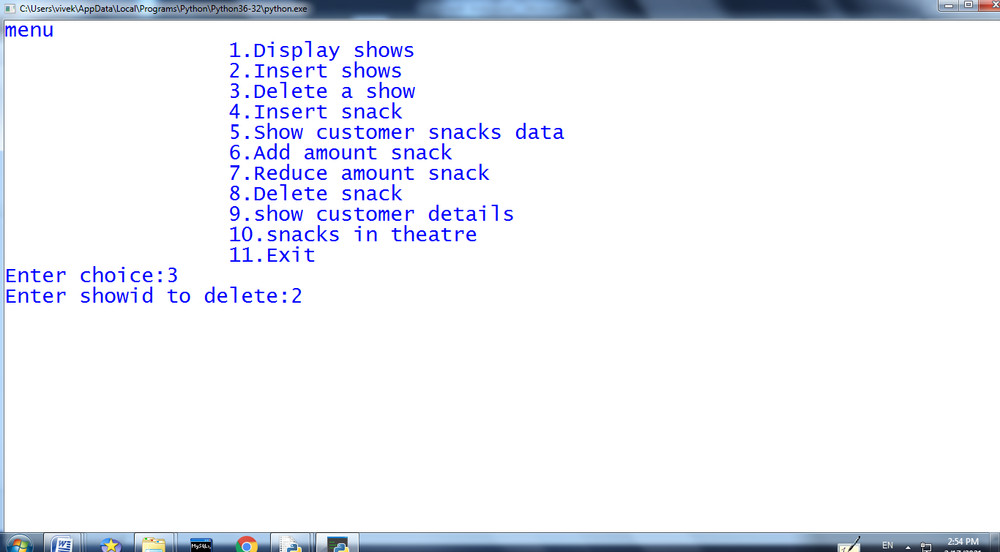 C:\Users\vivek\AppData\Local\Programs\Python\Python36-32\python.exe
menu
1.Display shows
2.Insert shows
3.Delete a show
4.Insert snack
5.Show customer snacks data
6.Add amount snack
7.Reduce amount snack
8.Delete snack
9.show customer details
10.snacks in theatre
11.Exit
Enter choice:3
Enter showid to delete:2
MySQL
EN
2:54 PM